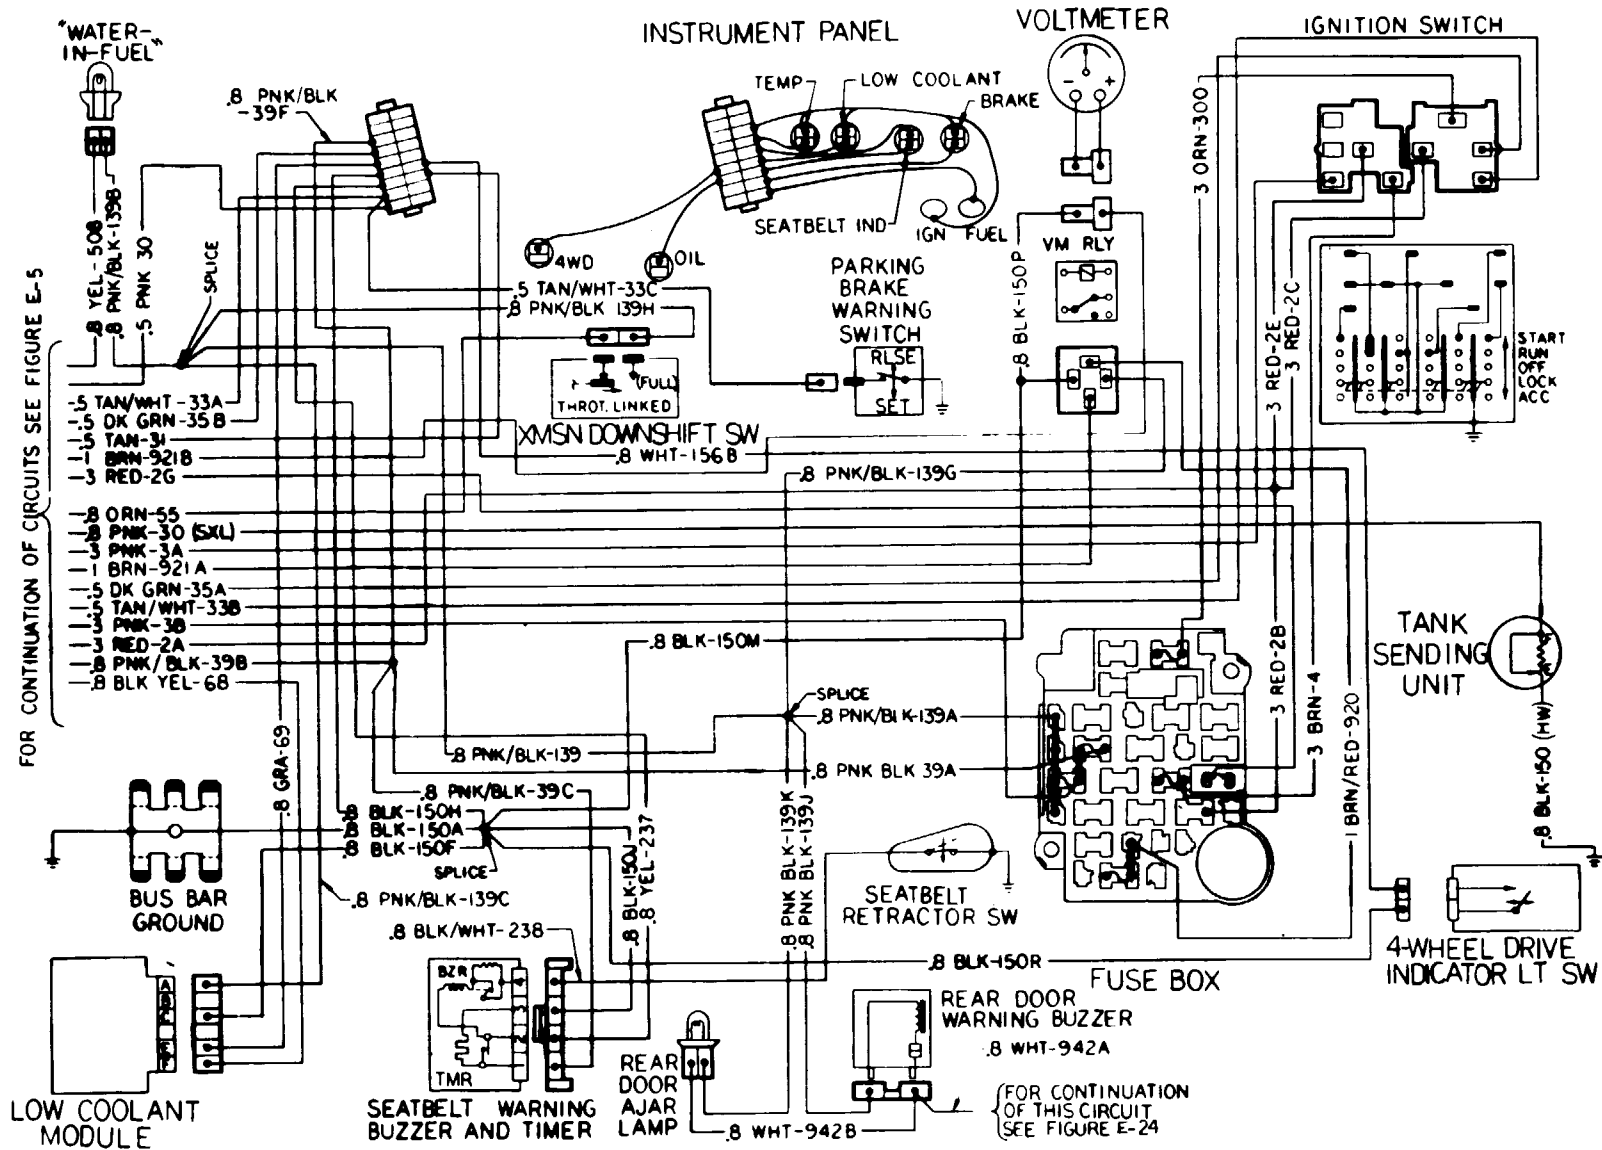 "WATER-
IN-FUEL"
INSTRUMENT PANEL
VOLTMETER
IGNITION SWITCH
.8 PNK/BLK
-39F
TEMP
LOW COOLANT
BRAKE
- +
.8 YEL-508
.8 PNK/BLK-139B
.5 PNK 30
SPLICE
3 ORN-300
SEATBELT IND
IGN FUEL
VM RLY
4WD
OIL
.5 TAN/WHT-33C
.8 PNK/BLK 139H
PARKING
BRAKE
WARNING
SWITCH
RLSE
SET
.8 BLK-150P
3 RED-2E
3 RED-2C
START
RUN
OFF
LOCK
ACC
(FULL)
THROT. LINKED
XMSN DOWNSHIFT SW
FOR CONTINUATION OF CIRCUITS SEE FIGURE E-5
.5 TAN/WHT-33A
.5 DK GRN-35B
.5 TAN-31
1 BRN-921B
3 RED-2G
.8 WHT-156B
.8 PNK/BLK-139G
.8 ORN-55
.8 PNK-30 (SXL)
3 PNK-3A
1 BRN-921A
.5 DK GRN-35A
.5 TAN/WHT-33B
3 PNK-3B
3 RED-2A
.8 PNK/BLK-39B
.8 BLK YEL-68
.8 BLK-150M
TANK
SENDING
UNIT
SPLICE
.8 PNK/BLK-139A
.8 PNK/BLK-139
.8 PNK BLK 39A
3 RED-2B
3 BRN-4
1 BRN/RED-920
.8 BLK-150 (HW)
.8 GRA-69
.8 PNK/BLK-39C
.8 BLK-150H
.8 BLK-150A
.8 BLK-150F
SPLICE
.8 BLK-150J
.8 YEL-237
.8 PNK BLK-139K
.8 PNK/BLK-139J
BUS BAR
GROUND
.8 PNK/BLK-139C
.8 BLK/WHT-238
SEATBELT
RETRACTOR SW
.8 BLK-150R
FUSE BOX
4-WHEEL DRIVE
INDICATOR LT SW
A
B
BZR
TMR
4
3
2
LOW COOLANT
MODULE
SEATBELT WARNING
BUZZER AND TIMER
REAR
DOOR
AJAR
LAMP
REAR DOOR
WARNING BUZZER
.8 WHT-942A
.8 WHT-942B
FOR CONTINUATION
OF THIS CIRCUIT
SEE FIGURE E-24